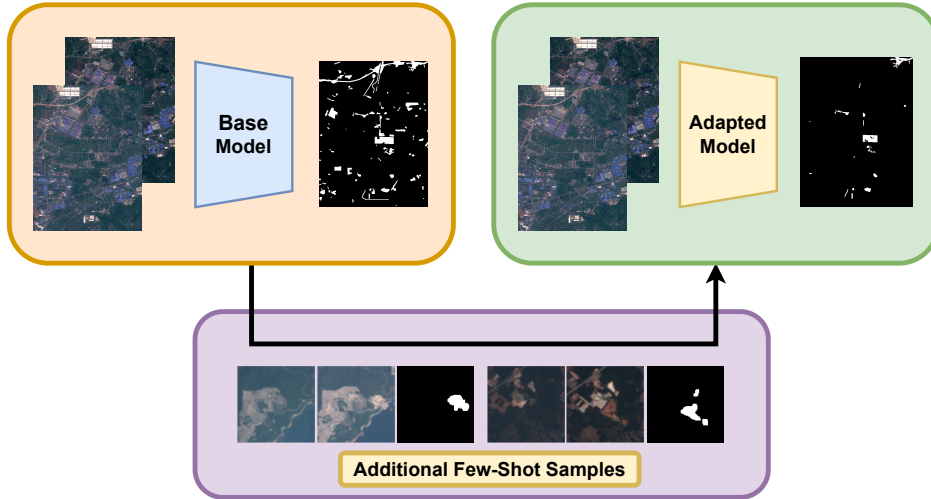 Base
Model
Adapted
Model
Additional Few-Shot Samples